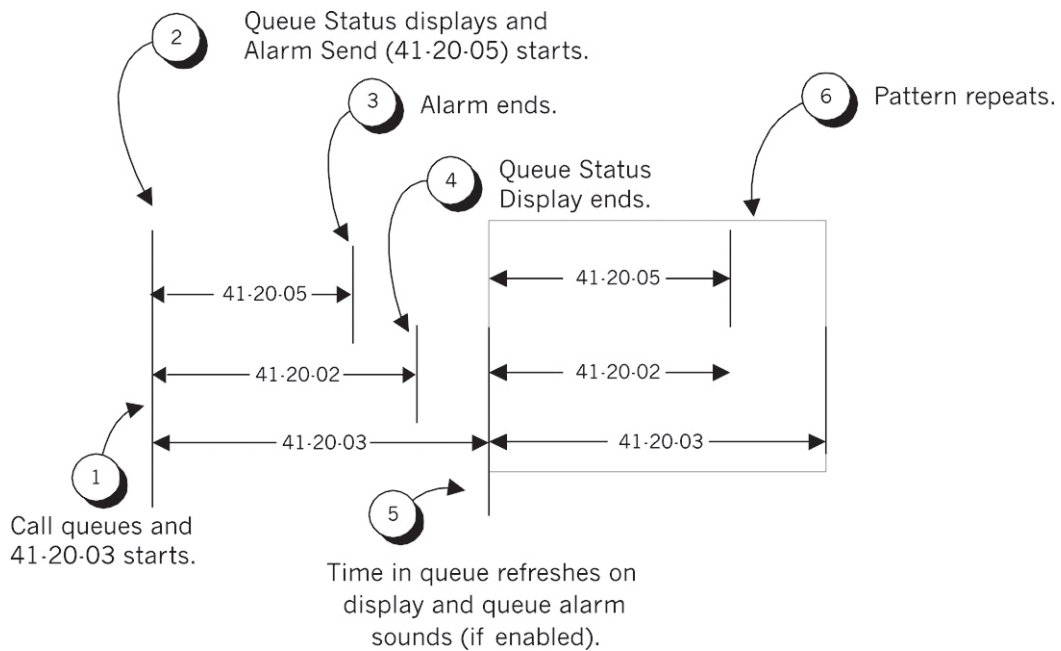 2
Queue Status displays and
Alarm Send (41-20-05) starts.
3
Alarm ends.
6
Pattern repeats.
4
Queue Status
Display ends.
41-20-05
41-20-05
41-20-02
41-20-02
41-20-03
41-20-03
1
Call queues and
41-20-03 starts.
5
Time in queue refreshes on
display and queue alarm
sounds (if enabled).